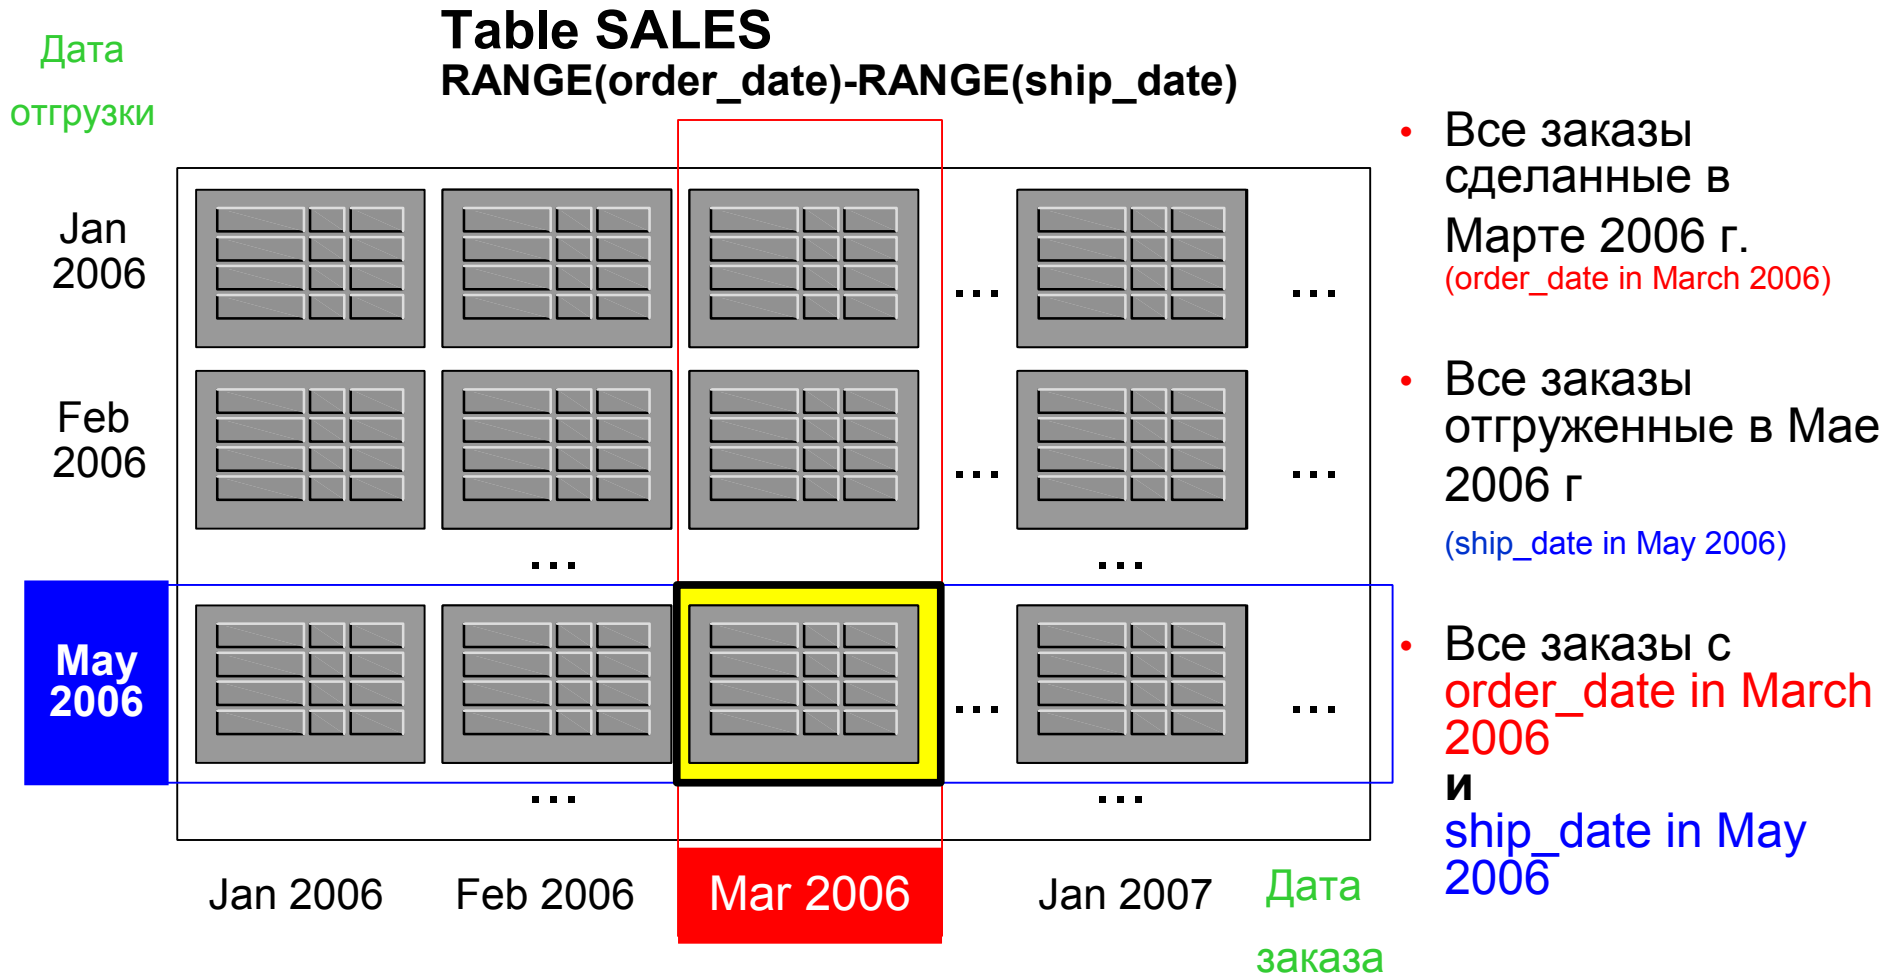 Table SALES
RANGE(order_date)-RANGE(ship_date)
Дата
отгрузки
Jan
2006
Feb
2006
May
2006
...
...
...
...
...
...
...
...
...
...
Jan 2006
Feb 2006
Mar 2006
Jan 2007
Дата
заказа
• Все заказы
сделанные в
Марте 2006 г.
(order_date in March 2006)
• Все заказы
отгруженные в Мае
2006 г
(ship_date in May 2006)
• Все заказы с
order_date in March
2006
и
ship_date in May
2006